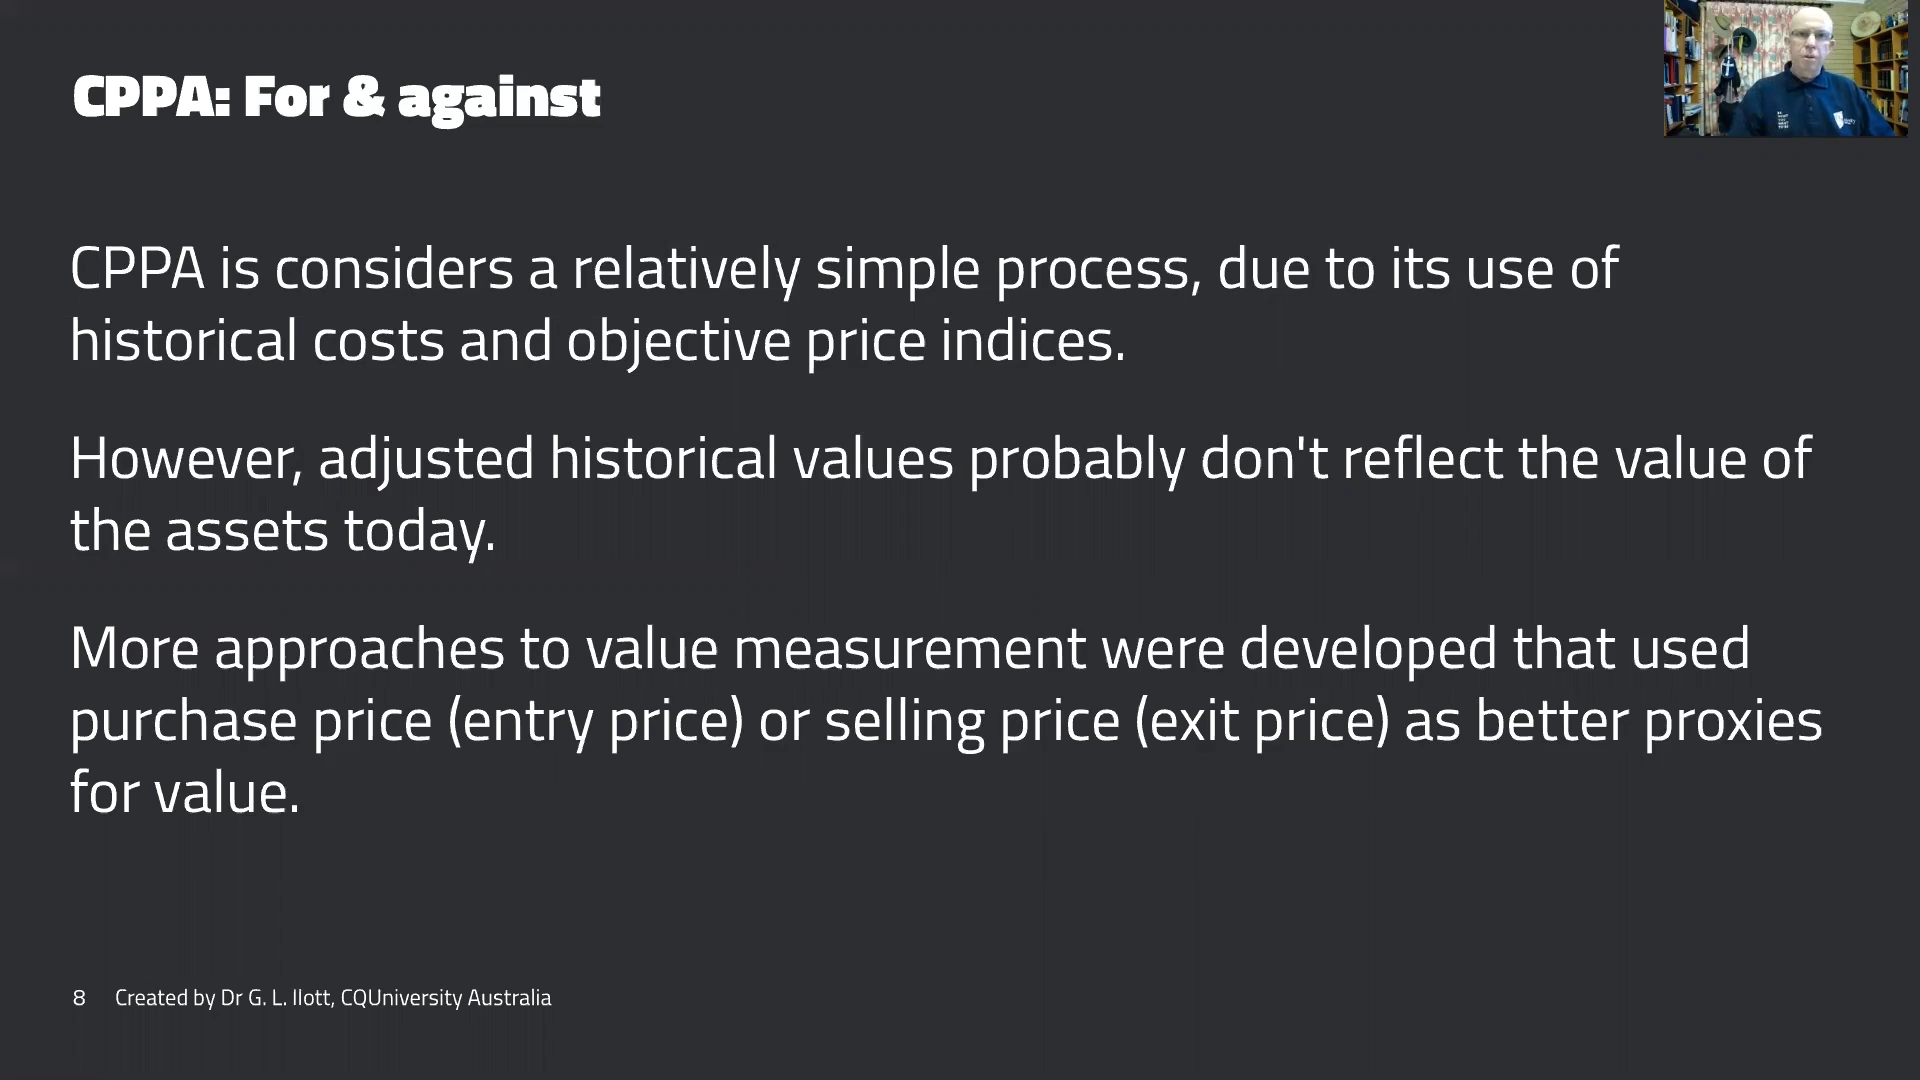 CPPA: For & against
CPPA is considers a relatively simple process, due to its use of
historical costs and objective price indices.
However, adjusted historical values probably don't reflect the value of
the assets today.
More approaches to value measurement were developed that used
purchase price (entry price) or selling price (exit price) as better proxies
for value.
8 Created by Dr G. L. Ilott, CQUniversity Australia